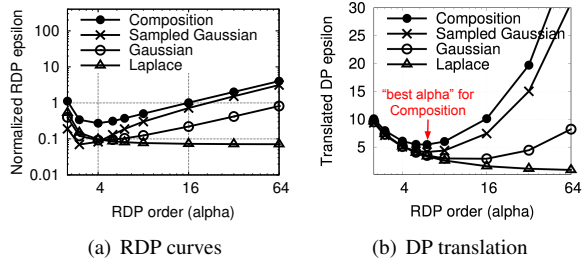 Normalized RDP epsilon
100
10
1
0.1
0.01
Composition
Sampled Gaussian
Gaussian
Laplace
4
16
64
RDP order (alpha)
(a) RDP curves
Translated DP epsilon
30
25
20
15
10
5
Composition
Sampled Gaussian
Gaussian
Laplace
“best alpha” for
Composition
4
16
64
RDP order (alpha)
(b) DP translation